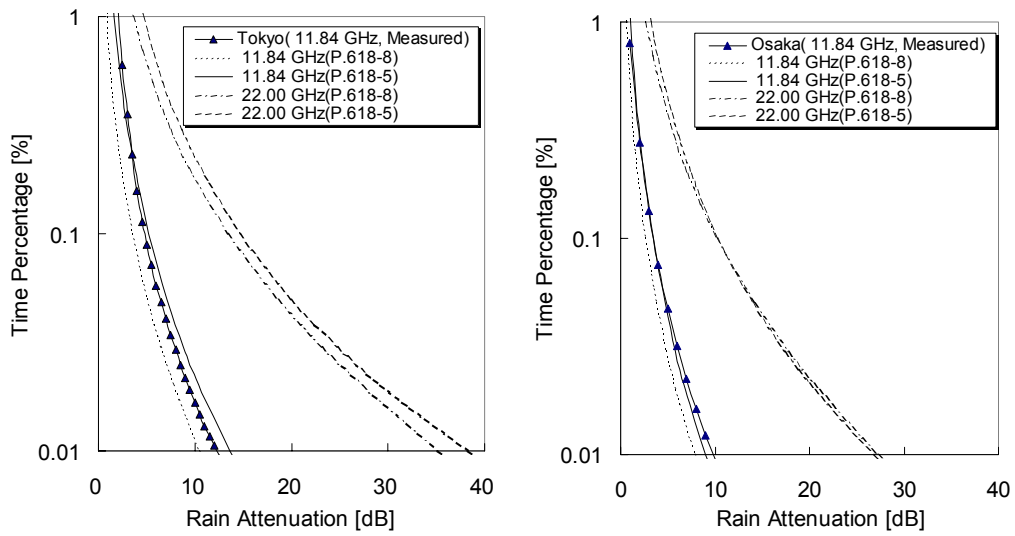 1
Tokyo( 11.84 GHz, Measured)
11.84 GHz(P.618-8)
11.84 GHz(P.618-5)
22.00 GHz(P.618-8)
22.00 GHz(P.618-5)
Time Percentage [%]
0.1
0.01
0 10 20 30 40
Rain Attenuation [dB]
1
Osaka( 11.84 GHz, Measured)
11.84 GHz(P.618-8)
11.84 GHz(P.618-5)
22.00 GHz(P.618-8)
22.00 GHz(P.618-5)
Time Percentage [%]
0.1
0.01
0 10 20 30 40
Rain Attenuation [dB]